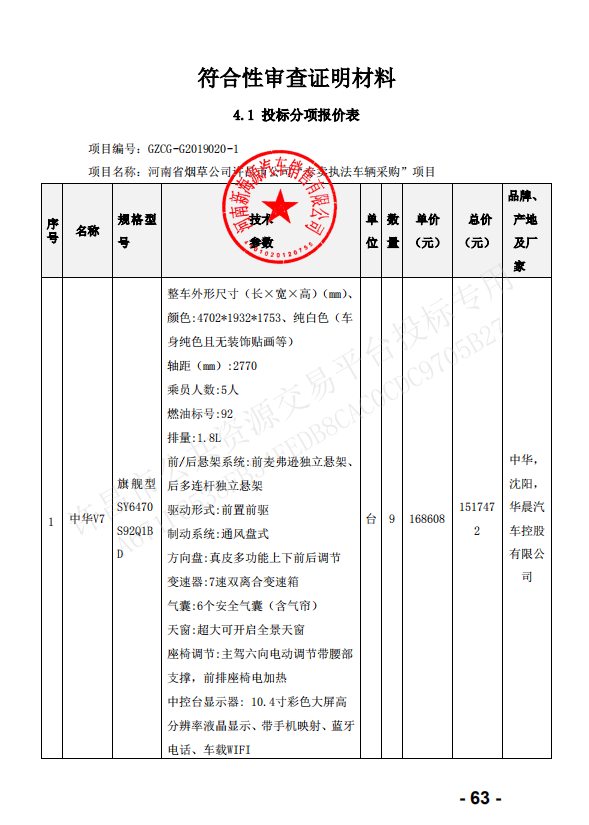 符合性审查证明材料
4.1 投标分项报价表
项目编号: GZCG-G2019020-1
项目名称: 河南省烟草公司许昌市公司“专卖执法车辆采购”项目
序号
名称
规格型号
技术参数
单位
数量
单价（元）
总价（元）
品牌、产地及厂家
1
中华V7
旗舰型
SY6470
S92Q1B
D
整车外形尺寸（长×宽×高）(mm)、
颜色:4702*1932*1753、纯白色（车
身纯色且无装饰贴画等）
轴距（mm）:2770
乘员人数:5人
燃油标号:92
排量:1.8L
前/后悬架系统:前麦弗逊独立悬架、
后多连杆独立悬架
驱动形式:前置前驱
制动系统:通风盘式
方向盘:真皮多功能上下前后调节
变速器:7速双离合变速箱
气囊:6个安全气囊（含气帘）
天窗:超大可开启全景天窗
座椅调节:主驾六向电动调节带腰部
支撑，前排座椅电加热
中控台显示器: 10.4寸彩色大屏高
分辨率液晶显示、带手机映射、蓝牙
电话、车载WIFI
台
9
168608
151747
2
中华，
沈阳，
华晨汽
车控股
有限公
司
- 63 -